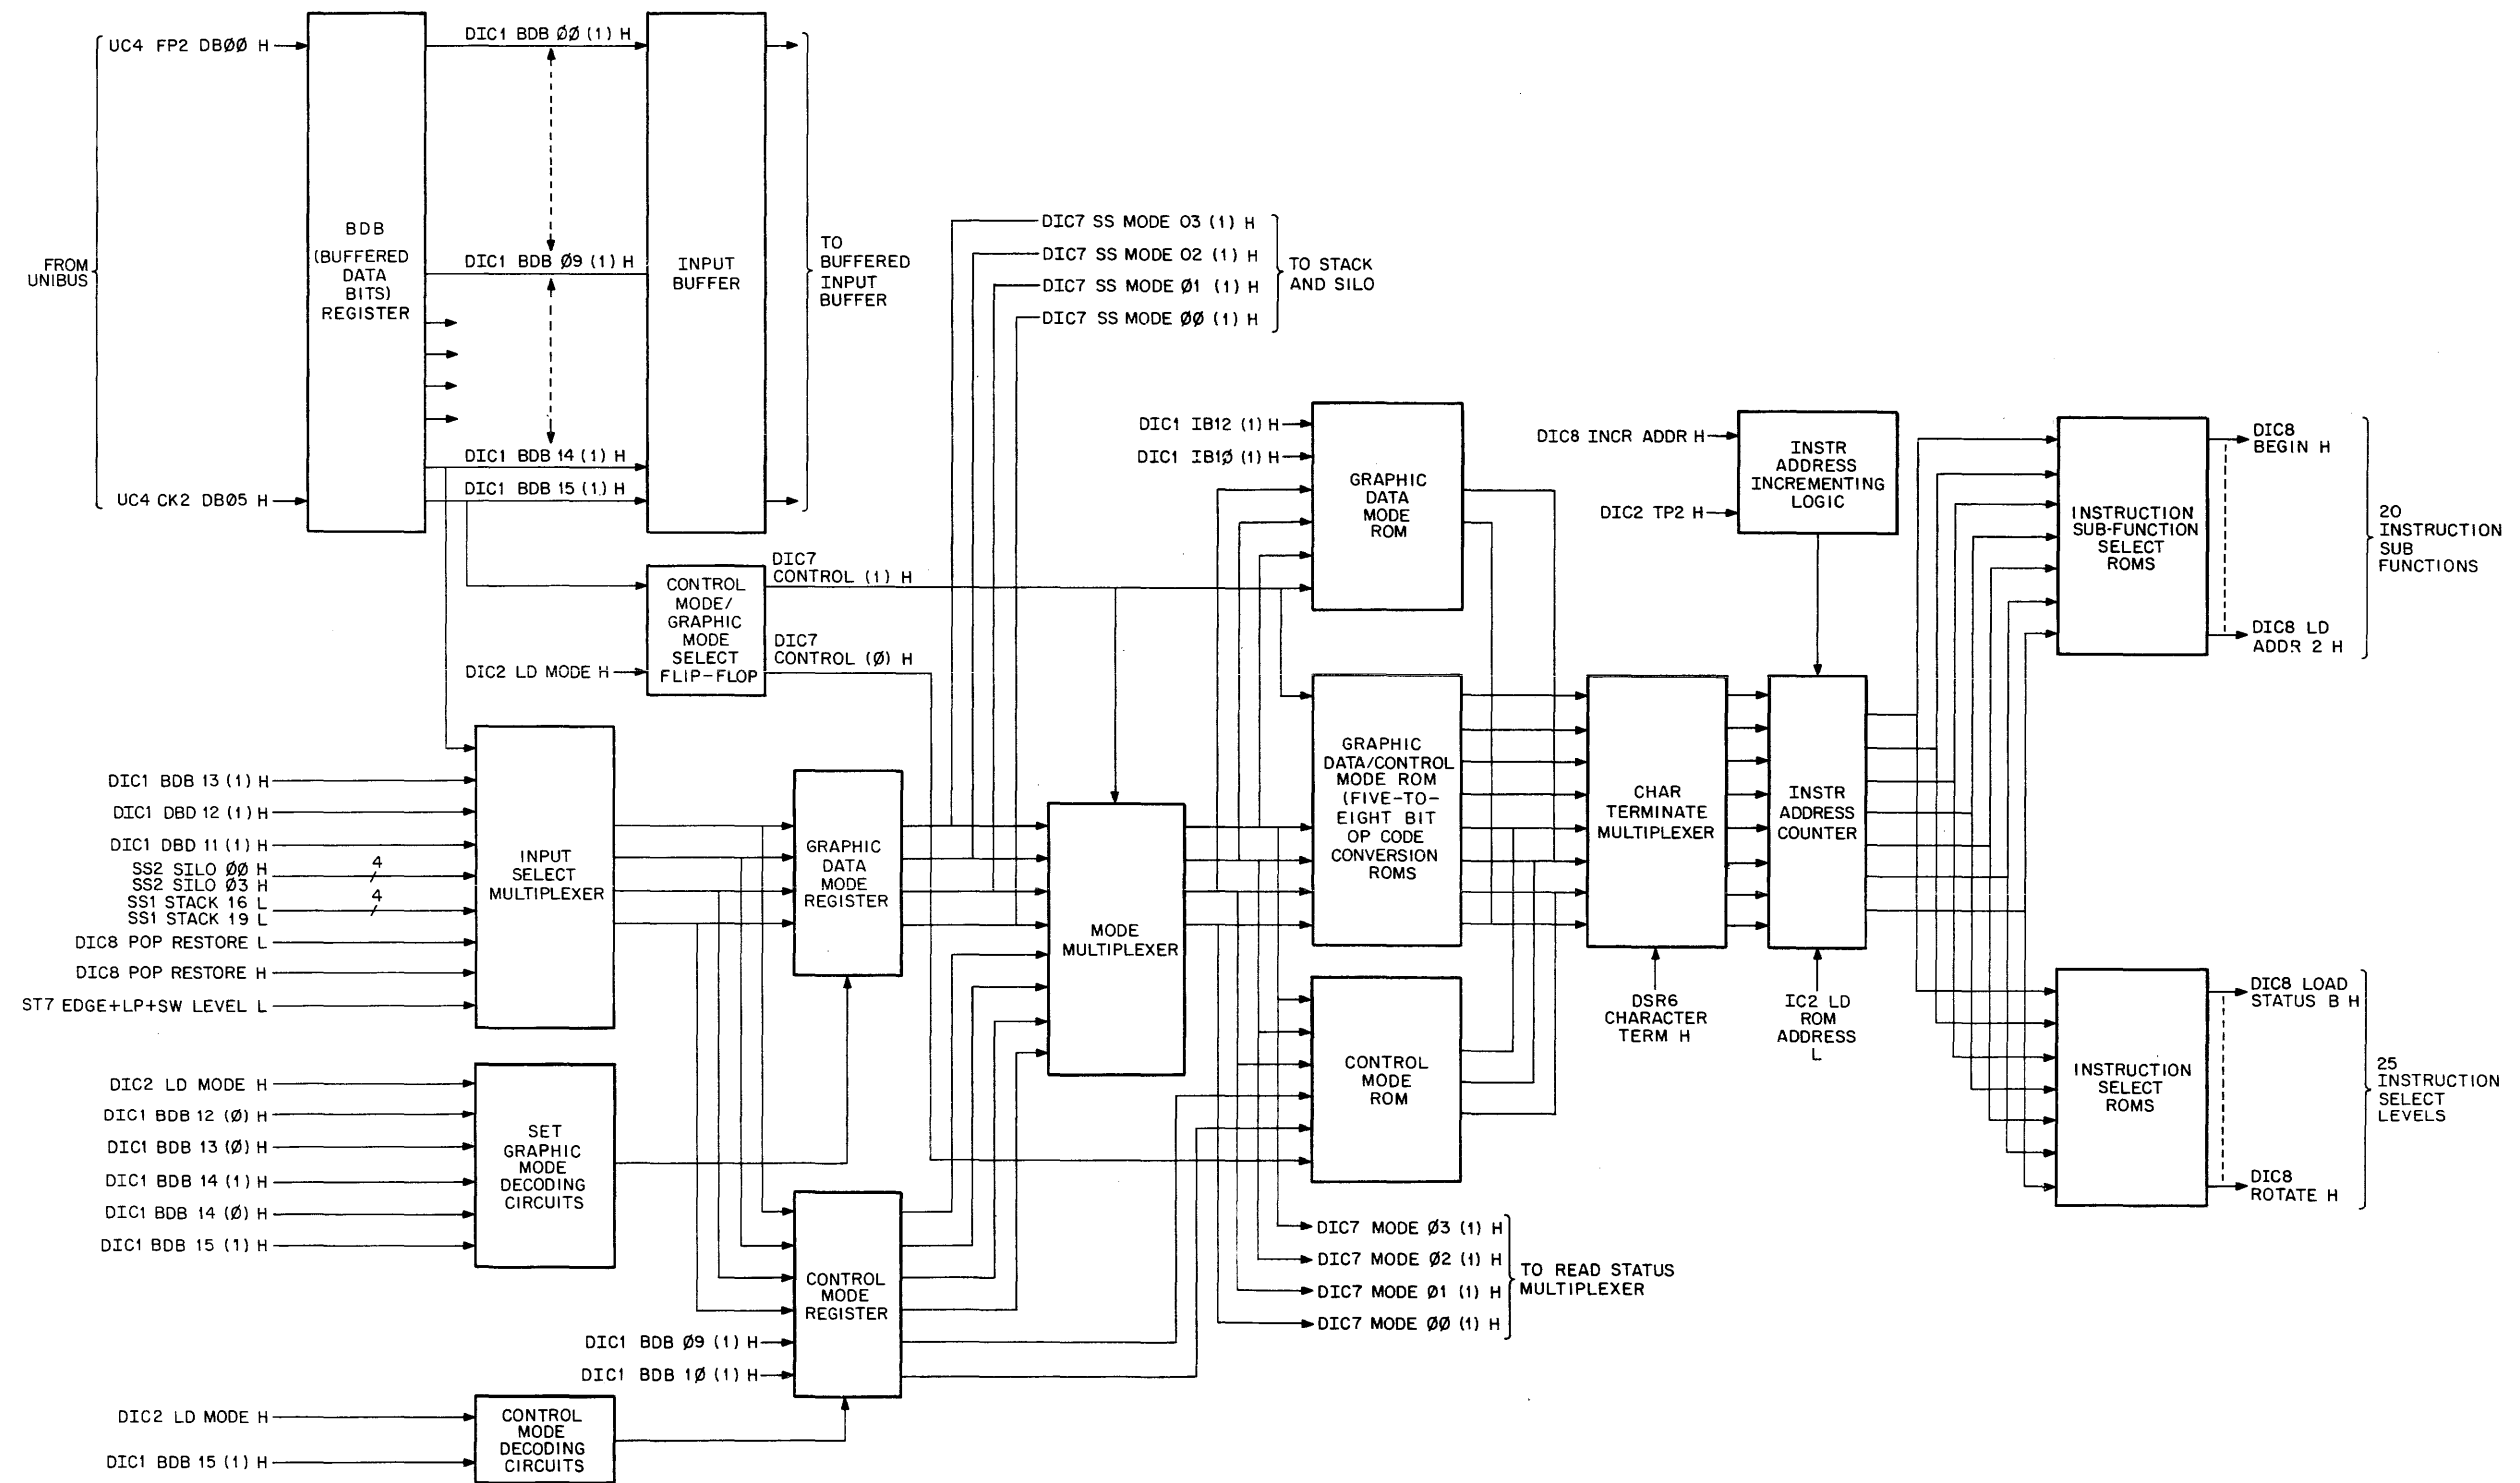 UC4 FP2 DBØØ H
FROM
UNIBUS
UC4 CK2 DBØ5 H
BDB
(BUFFERED
DATA
BITS)
REGISTER
DIC1 BDB ØØ (1) H
DIC1 BDB Ø9 (1) H
DIC1 BDB 14 (1) H
DIC1 BDB 15 (1) H
INPUT
BUFFER
TO
BUFFERED
INPUT
BUFFER
DIC7 SS MODE O3 (1) H
DIC7 SS MODE O2 (1) H
DIC7 SS MODE Ø1 (1) H
DIC7 SS MODE ØØ (1) H
TO STACK
AND SILO
CONTROL
MODE/
GRAPHIC
MODE
SELECT
FLIP-FLOP
DIC2 LD MODE H
DIC7
CONTROL (1) H
DIC7
CONTROL (Ø) H
DIC1 BDB 13 (1) H
DIC1 DBD 12 (1) H
DIC1 DBD 11 (1) H
SS2 SILO ØØ H
SS2 SILO Ø3 H
4
SS1 STACK 16 L
SS1 STACK 19 L
4
DIC8 POP RESTORE L
DIC8 POP RESTORE H
ST7 EDGE+LP+SW LEVEL L
INPUT
SELECT
MULTIPLEXER
GRAPHIC
DATA
MODE
REGISTER
MODE
MULTIPLEXER
DIC2 LD MODE H
DIC1 BDB 12 (Ø) H
DIC1 BDB 13 (Ø) H
DIC1 BDB 14 (1) H
DIC1 BDB 14 (Ø) H
DIC1 BDB 15 (1) H
SET
GRAPHIC
MODE
DECODING
CIRCUITS
CONTROL
MODE
REGISTER
DIC1 BDB Ø9 (1) H
DIC1 BDB 1Ø (1) H
DIC2 LD MODE H
DIC1 BDB 15 (1) H
CONTROL
MODE
DECODING
CIRCUITS
DIC1 IB12 (1) H
DIC1 IB1Ø (1) H
GRAPHIC
DATA
MODE
ROM
GRAPHIC
DATA/CONTROL
MODE ROM
(FIVE-TO-
EIGHT BIT
OP CODE
CONVERSION
ROMS
CONTROL
MODE
ROM
DIC7 MODE Ø3 (1) H
DIC7 MODE Ø2 (1) H
DIC7 MODE Ø1 (1) H
DIC7 MODE ØØ (1) H
TO READ STATUS
MULTIPLEXER
DIC8 INCR ADDR H
DIC2 TP2 H
INSTR
ADDRESS
INCREMENTING
LOGIC
CHAR
TERMINATE
MULTIPLEXER
DSR6
CHARACTER
TERM H
INSTR
ADDRESS
COUNTER
IC2 LD
ROM
ADDRESS
L
INSTRUCTION
SUB-FUNCTION
SELECT
ROMS
DIC8
BEGIN H
DIC8 LD
ADDR 2 H
20
INSTRUCTION
SUB
FUNCTIONS
INSTRUCTION
SELECT
ROMS
DIC8 LOAD
STATUS B H
DIC8
ROTATE H
25
INSTRUCTION
SELECT
LEVELS